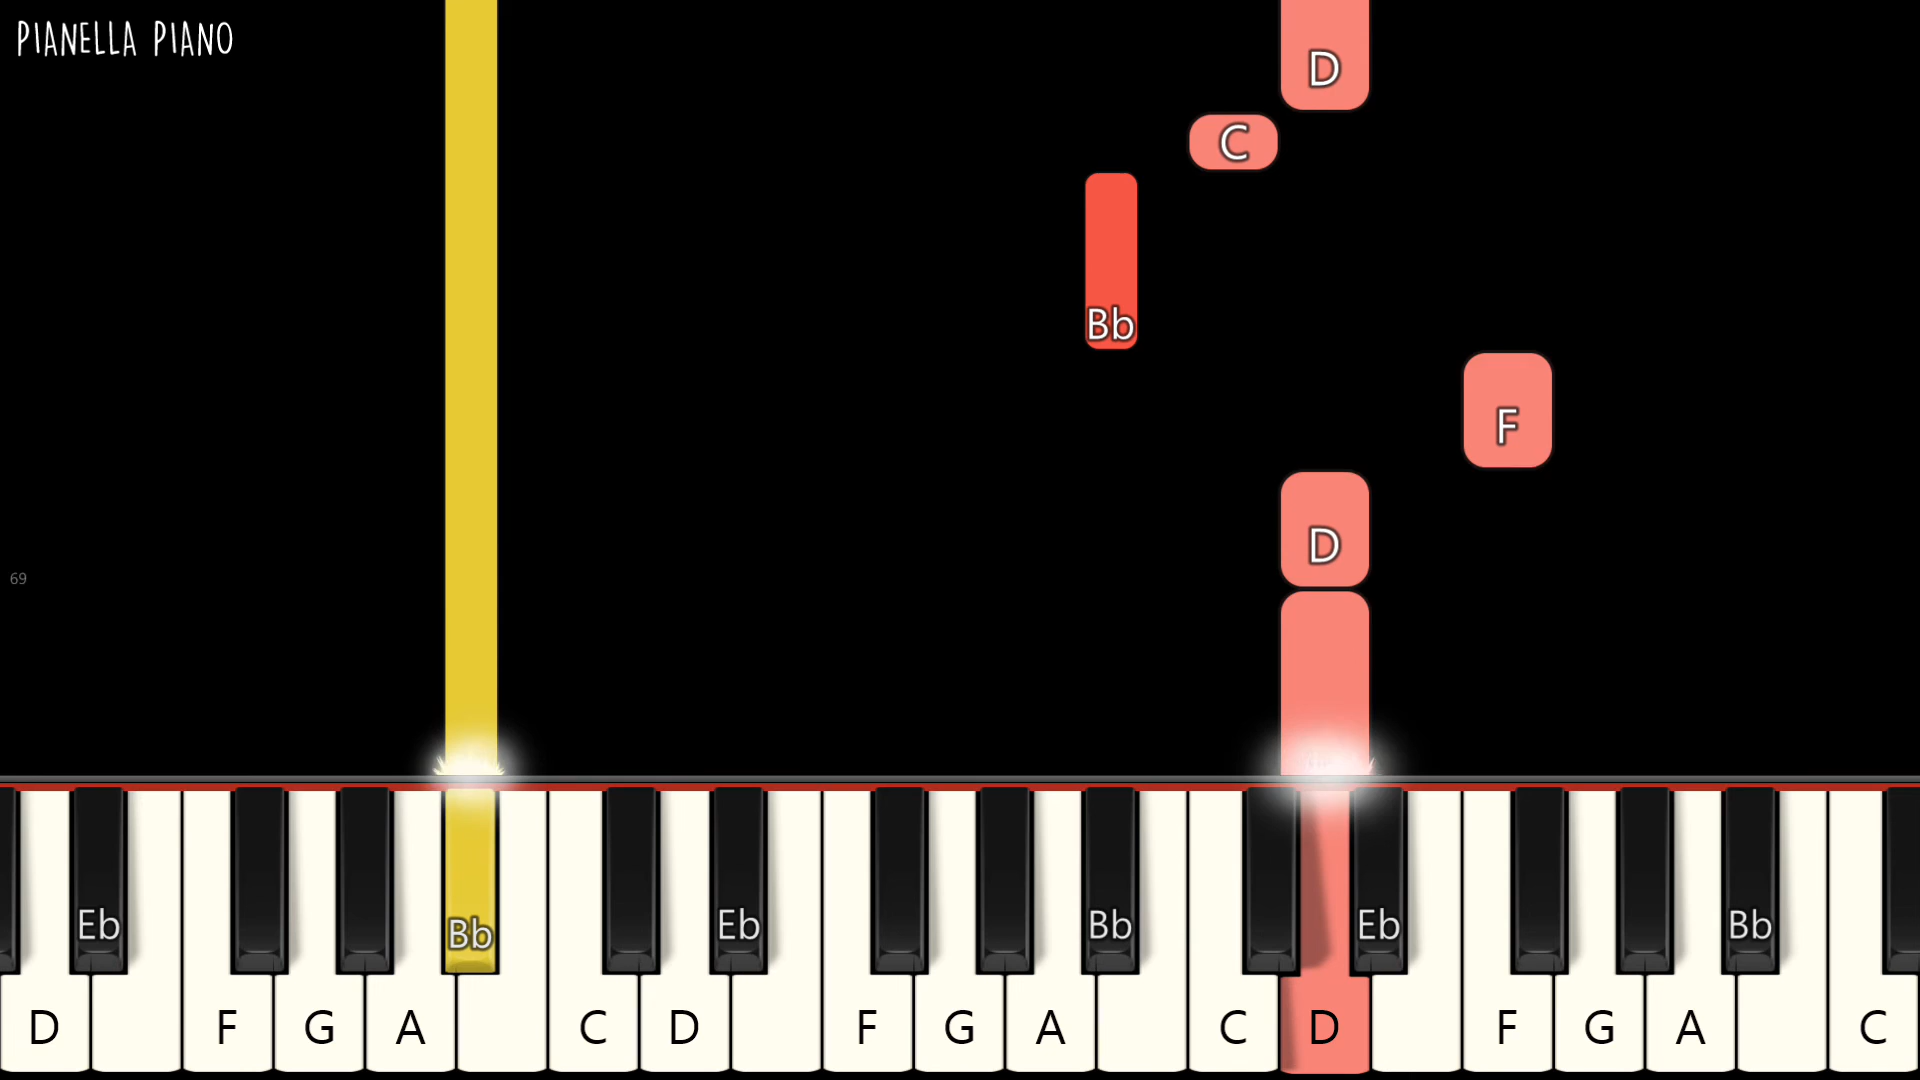 PIANELLA PIANO
D
C
Bb
F
D
69
Eb Bb Eb Bb Eb Bb
D F G A C D F G A C D F G A C